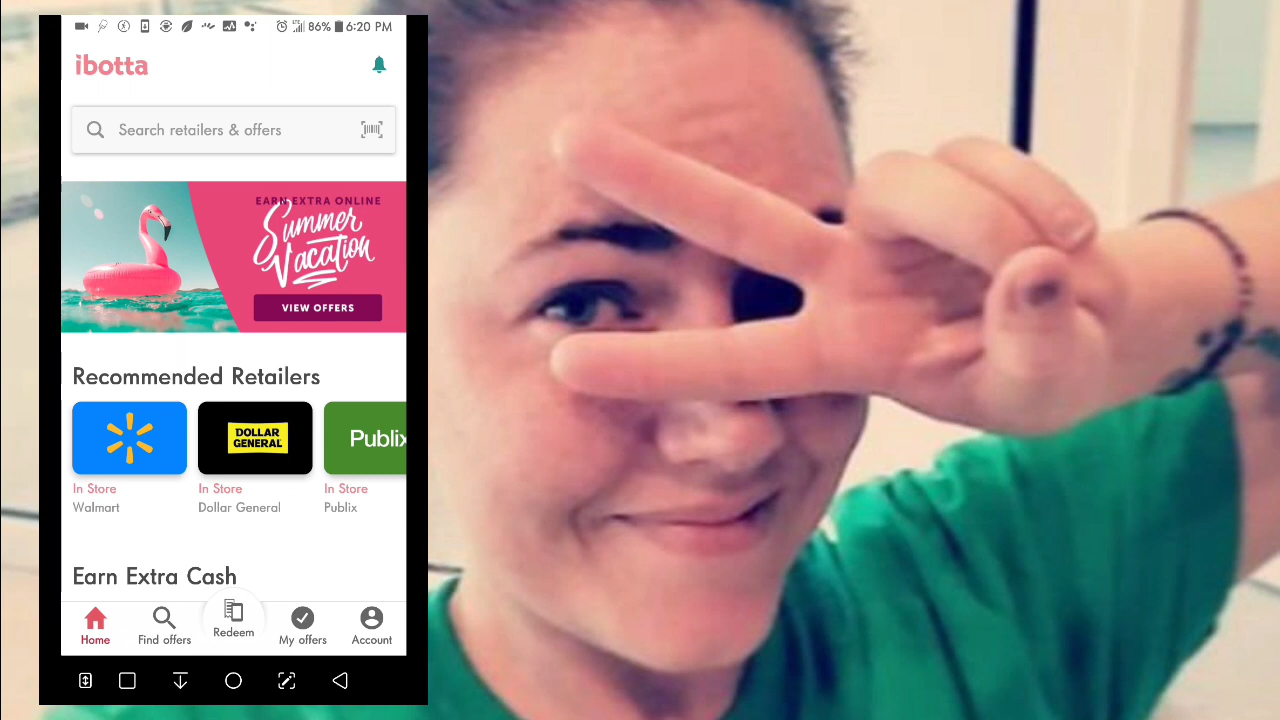 86% 6:20 PM
ibotta
Search retailers & offers
EARN EXTRA ONLINE
Summer
Vacation
VIEW OFFERS
Recommended Retailers
DOLLAR
GENERAL
Publix
In Store
In Store
In Store
Walmart
Dollar General
Publix
Earn Extra Cash
Home
Find offers
Redeem
My offers
Account